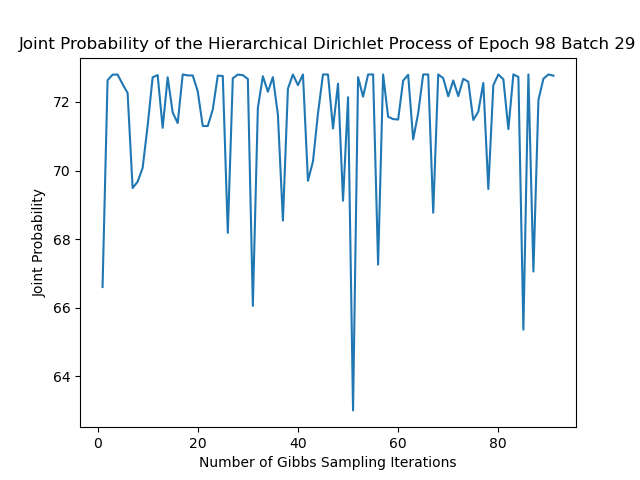 Joint Probability of the Hierarchical Dirichlet Process of Epoch 98 Batch 29
72
70
68
66
64
Joint Probability
0 20 40 60 80
Number of Gibbs Sampling Iterations